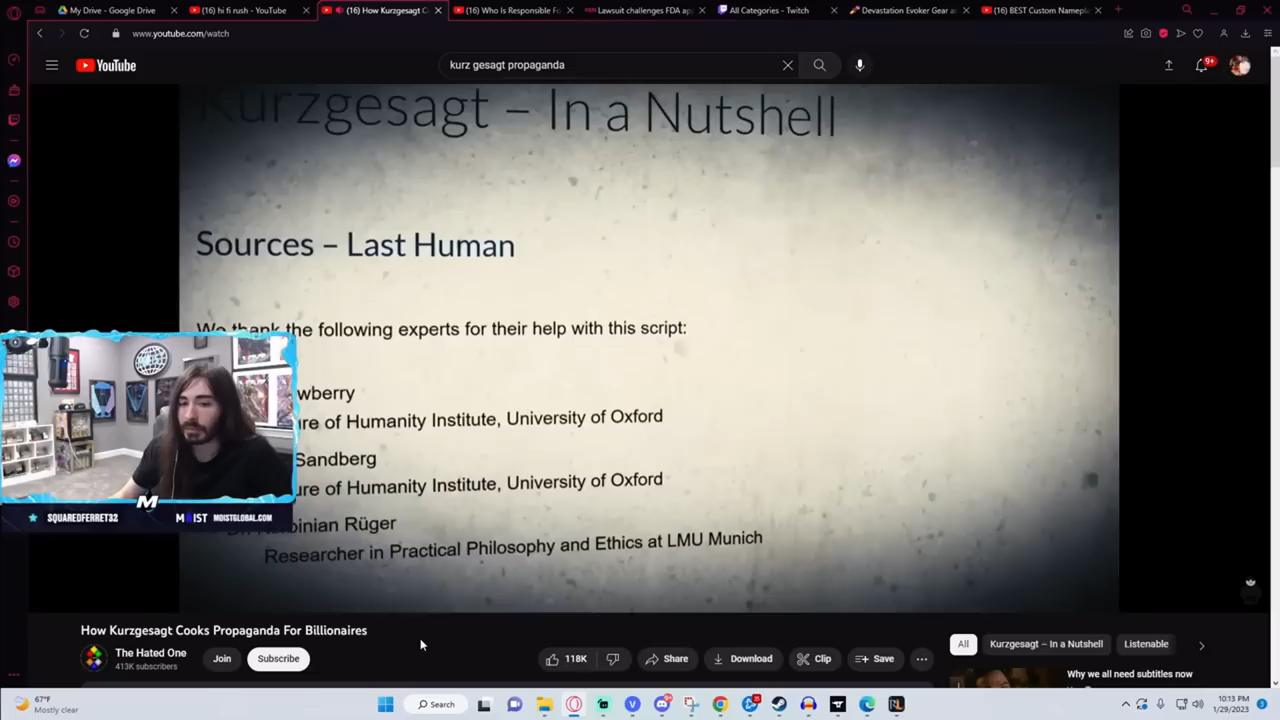 My Drive - Google Drive
(16) hi fi rush - YouTube
(16) How Kurzgesagt C
(16) Who Is Responsible Fo
Lawsuit challenges FDA ap
All Categories - Twitch
Devastation Evoker Gear a
(16) BEST Custom Namepl
www.youtube.com/watch
YouTube
kurz gesagt propaganda
9+
Kurzgesagt – In a Nutshell
Sources – Last Human
We thank the following experts for their help with this script:
wberry
re of Humanity Institute, University of Oxford
Sandberg
ure of Humanity Institute, University of Oxford
inian Rüger
Researcher in Practical Philosophy and Ethics at LMU Munich
M
SQUAREDFERRET32
MOIST
MOISTGLOBAL.COM
How Kurzgesagt Cooks Propaganda For Billionaires
The Hated One
413K subscribers
Join
Subscribe
118K
Share
Download
Clip
Save
All
Kurzgesagt – In a Nutshell
Listenable
Why we all need subtitles now
67°F
Mostly clear
Search
10:13 PM
1/29/2023